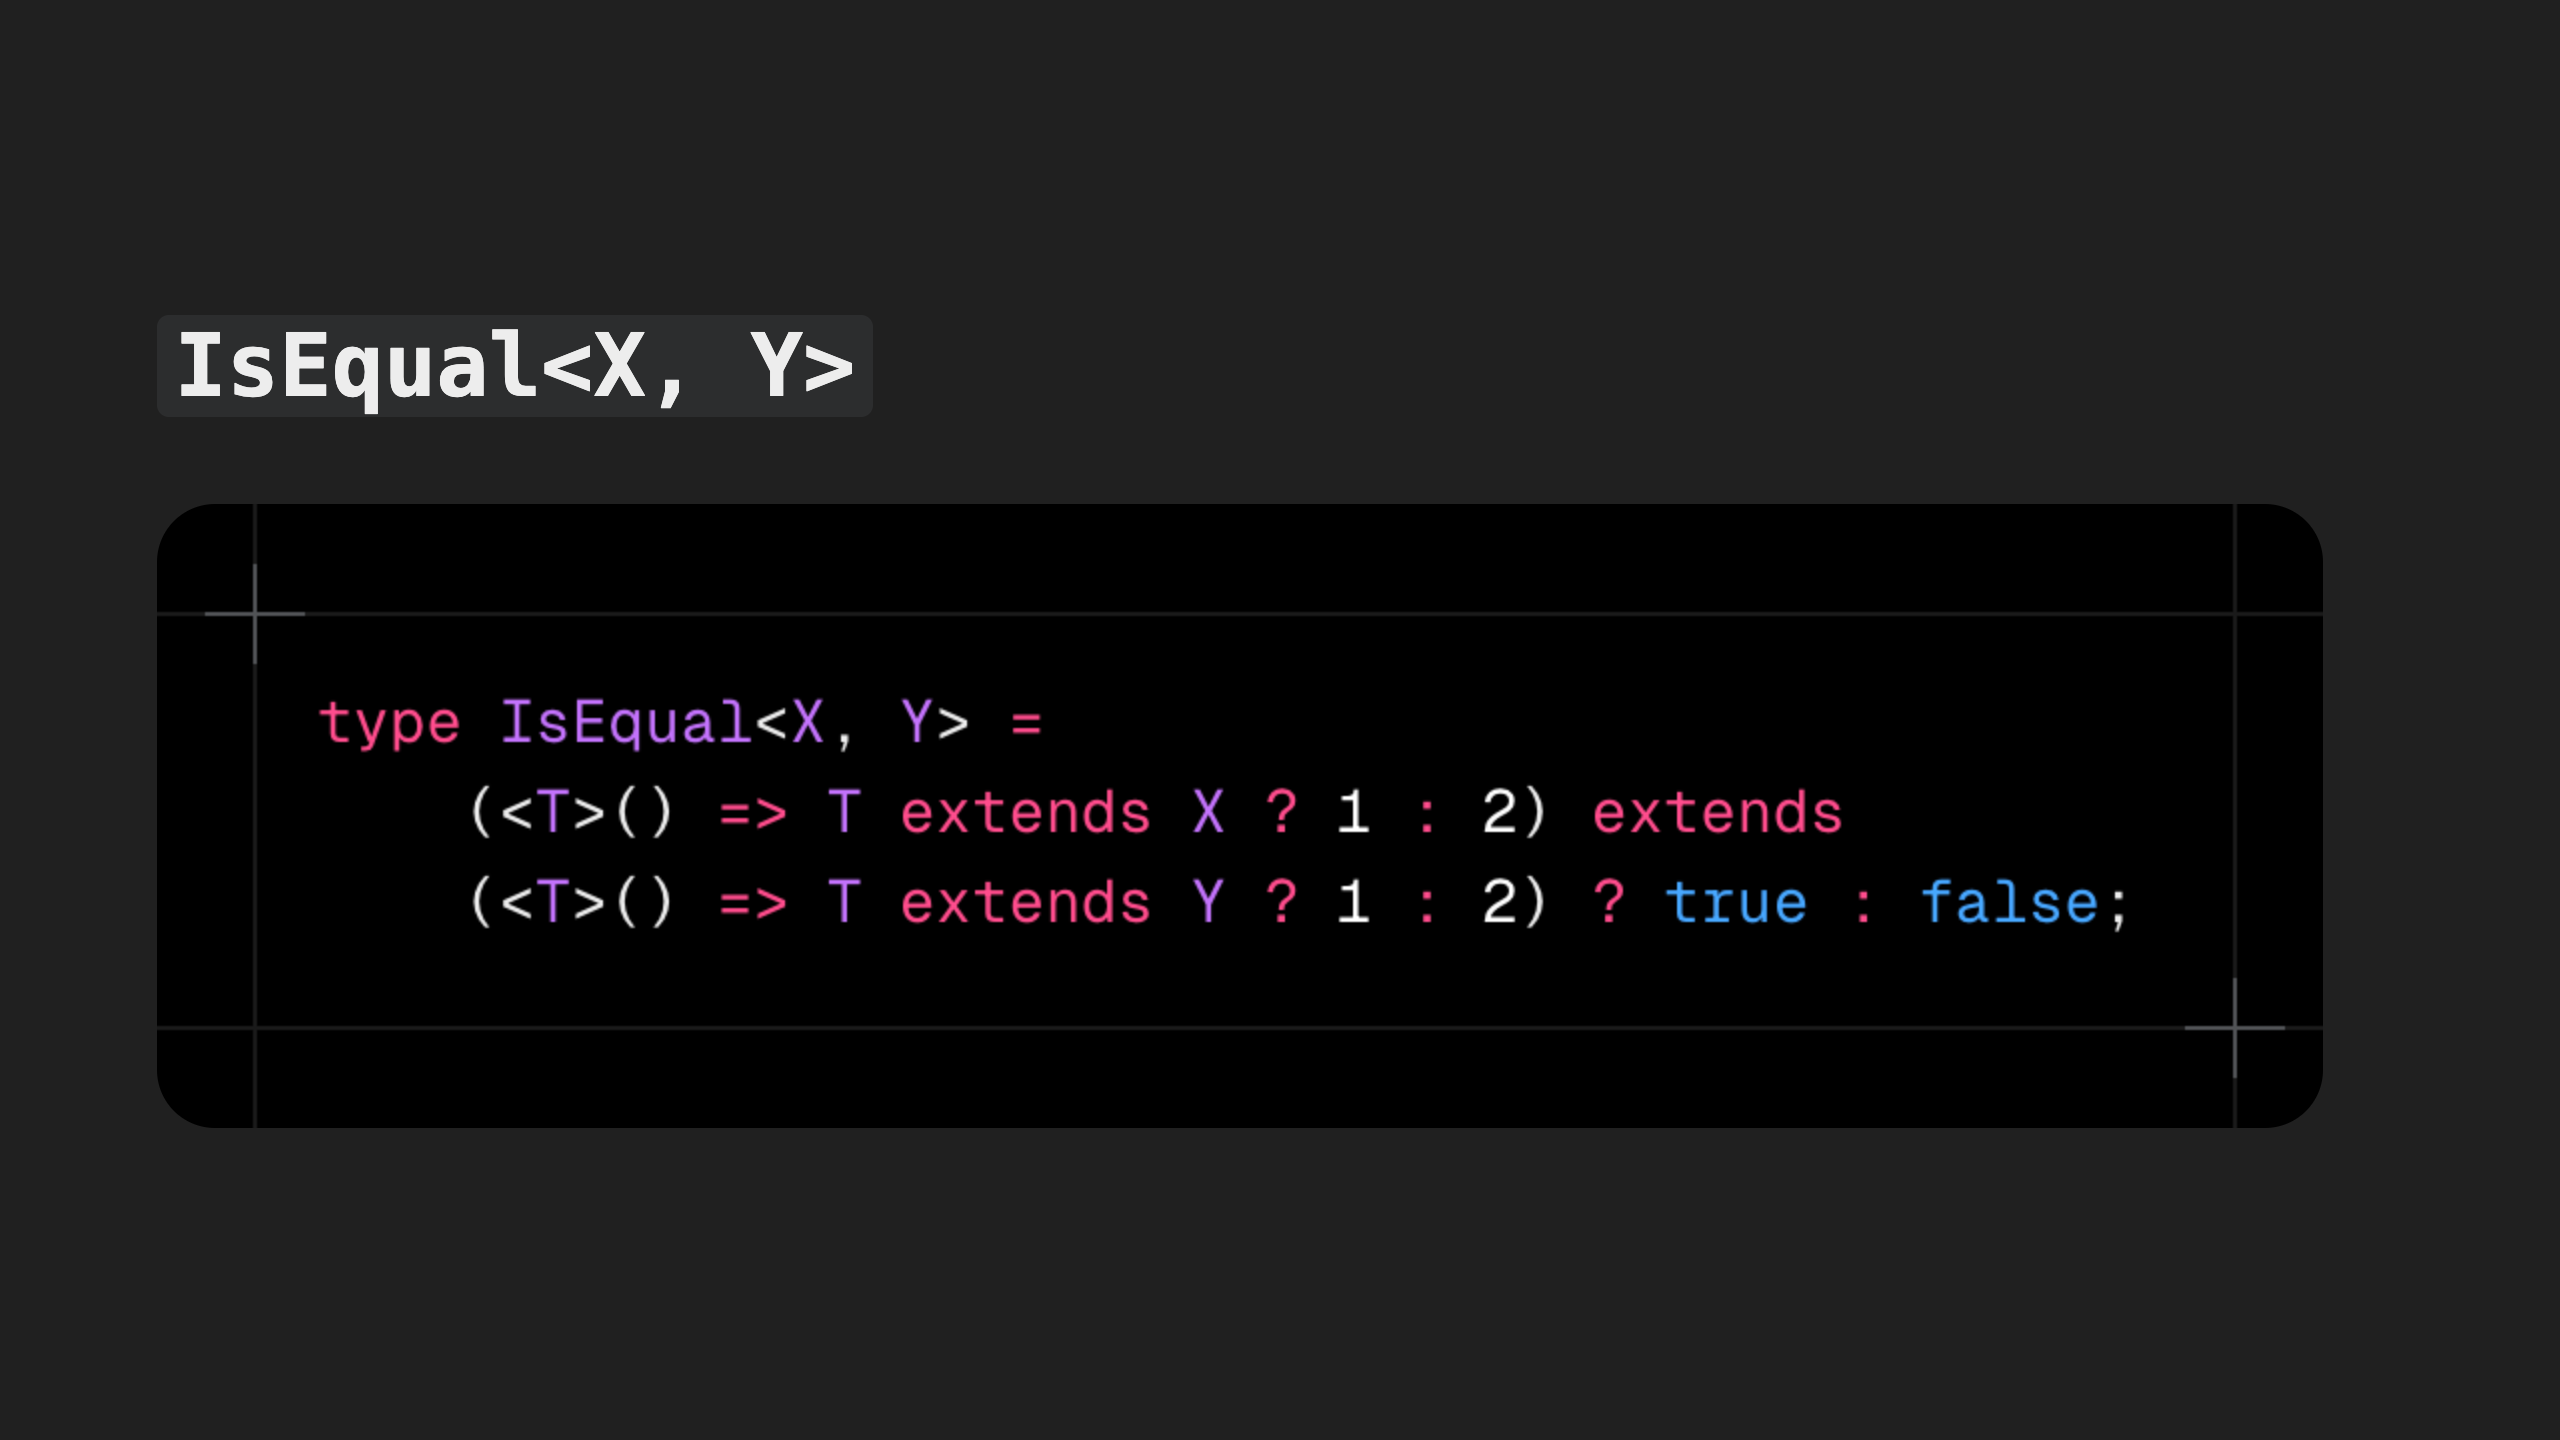 IsEqual<X, Y>
type IsEqual<X, Y> =
(<T>() => T extends X ? 1 : 2) extends
(<T>() => T extends Y ? 1 : 2) ? true : false;